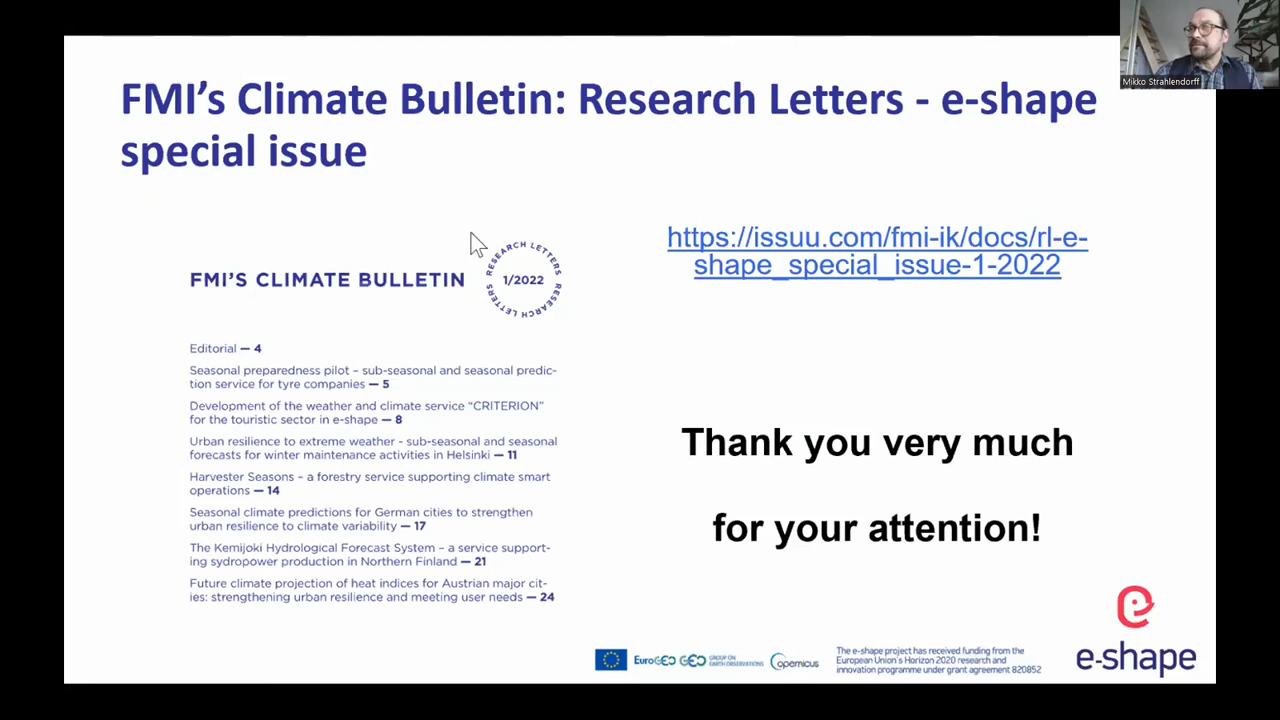 Mikko Strahlendorff
FMI's Climate Bulletin: Research Letters - e-shape
special issue
FMI'S CLIMATE BULLETIN
RESEARCH LETTERS RESEARCH LETTERS
1/2022
Editorial — 4
Seasonal preparedness pilot – sub-seasonal and seasonal predic-
tion service for tyre companies — 5
Development of the weather and climate service “CRITERION”
for the touristic sector in e-shape — 8
Urban resilience to extreme weather - sub-seasonal and seasonal
forecasts for winter maintenance activities in Helsinki — 11
Harvester Seasons – a forestry service supporting climate smart
operations — 14
Seasonal climate predictions for German cities to strengthen
urban resilience to climate variability — 17
The Kemijoki Hydrological Forecast System – a service support-
ing sydropower production in Northern Finland — 21
Future climate projection of heat indices for Austrian major cit-
ies: strengthening urban resilience and meeting user needs — 24
https://issuu.com/fmi-ik/docs/rl-e-
shape_special_issue-1-2022
Thank you very much
for your attention!
EuroGEO GEO GROUP ON
EARTH OBSERVATIONS
opernicus
The e-shape project has received funding from the
European Union's Horizon 2020 research and
innovation programme under grant agreement 820852
e-shape